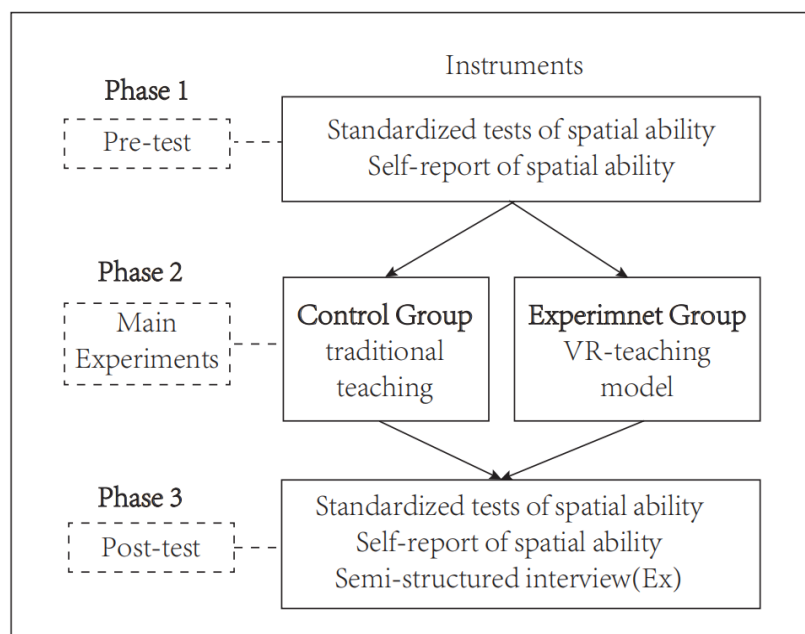 Instruments
Phase 1
Pre-test
Standardized tests of spatial ability
Self-report of spatial ability
Phase 2
Main
Experiments
Control Group
traditional
teaching
Experimnet Group
VR-teaching
model
Phase 3
Post-test
Standardized tests of spatial ability
Self-report of spatial ability
Semi-structured interview(Ex)